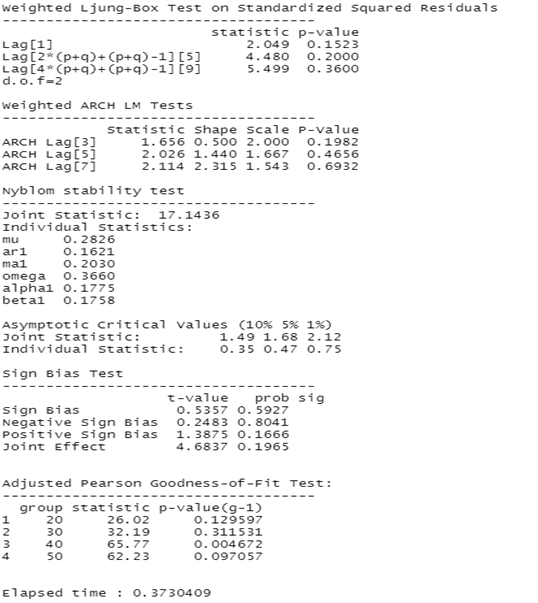 Weighted Ljung-Box Test on Standardized Squared Residuals
------------------------------------
                         statistic p-value
Lag[1]                       2.049  0.1523
Lag[2*(p+q)+(p+q)-1][5]      4.480  0.2000
Lag[4*(p+q)+(p+q)-1][9]      5.499  0.3600
d.o.f=2

Weighted ARCH LM Tests
------------------------------------
            Statistic Shape Scale P-Value
ARCH Lag[3]     1.656 0.500 2.000  0.1982
ARCH Lag[5]     2.026 1.440 1.667  0.4656
ARCH Lag[7]     2.114 2.315 1.543  0.6932

Nyblom stability test
------------------------------------
Joint Statistic:  17.1436
Individual Statistics:
mu     0.2826
ar1    0.1621
ma1    0.2030
omega  0.3660
alpha1 0.1775
beta1  0.1758

Asymptotic Critical Values (10% 5% 1%)
Joint Statistic:          1.49 1.68 2.12
Individual Statistic:     0.35 0.47 0.75

Sign Bias Test
------------------------------------
                   t-value   prob sig
Sign Bias           0.5357 0.5927
Negative Sign Bias  0.2483 0.8041
Positive Sign Bias  1.3875 0.1666
Joint Effect        4.6837 0.1965

Adjusted Pearson Goodness-of-Fit Test:
------------------------------------
  group statistic p-value(g-1)
1    20     26.02     0.129597
2    30     32.19     0.311531
3    40     65.77     0.004672
4    50     62.23     0.097057

Elapsed time : 0.3730409